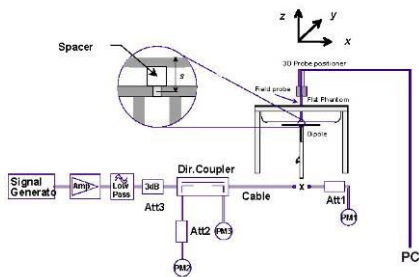 z
y
x
Spacer
s
3D Probe positioner
Field probe
Flat Phantom
Dipole
Dir.Coupler
Signal
Generato
Amp
Low
Pass
3dB
Cable
x
Att1
Att3
Att2
PM3
PM1
PM2
PC